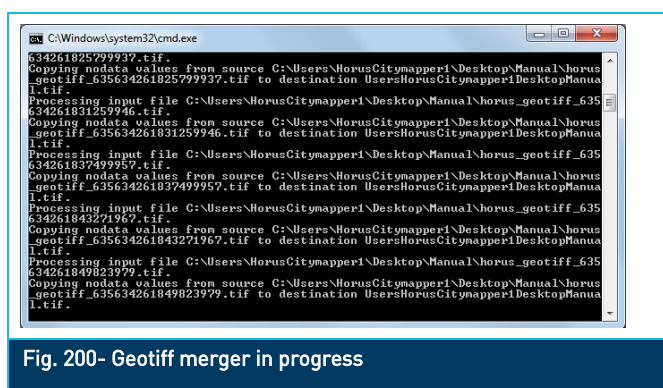 C:\Windows\system32\cmd.exe
634261825799937.tif.
Copying nodata values from source C:\Users\HorusCitymapper1\Desktop\Manual\horus
_geotiff_635634261825799937.tif to destination UsersHorusCitymapper1DesktopManua
l.tif.
Processing input file C:\Users\HorusCitymapper1\Desktop\Manual\horus_geotiff_635
634261831259946.tif.
Copying nodata values from source C:\Users\HorusCitymapper1\Desktop\Manual\horus
_geotiff_635634261831259946.tif to destination UsersHorusCitymapper1DesktopManua
l.tif.
Processing input file C:\Users\HorusCitymapper1\Desktop\Manual\horus_geotiff_635
634261837499957.tif.
Copying nodata values from source C:\Users\HorusCitymapper1\Desktop\Manual\horus
_geotiff_635634261837499957.tif to destination UsersHorusCitymapper1DesktopManua
l.tif.
Processing input file C:\Users\HorusCitymapper1\Desktop\Manual\horus_geotiff_635
634261843271967.tif.
Copying nodata values from source C:\Users\HorusCitymapper1\Desktop\Manual\horus
_geotiff_635634261843271967.tif to destination UsersHorusCitymapper1DesktopManua
l.tif.
Processing input file C:\Users\HorusCitymapper1\Desktop\Manual\horus_geotiff_635
634261849823979.tif.
Copying nodata values from source C:\Users\HorusCitymapper1\Desktop\Manual\horus
_geotiff_635634261849823979.tif to destination UsersHorusCitymapper1DesktopManua
l.tif.
Fig. 200- Geotiff merger in progress